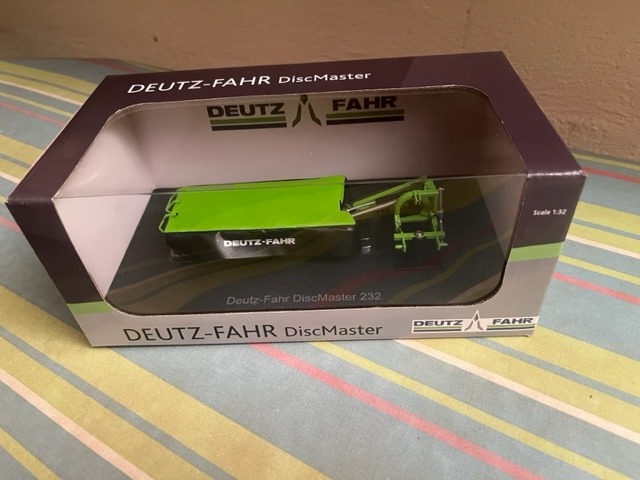 DEUTZ-FAHR DiscMaster
DEUTZ FAHR
Scale 1:32
DEUTZ-FAHR
Deutz-Fahr DiscMaster 232
DEUTZ-FAHR DiscMaster
DEUTZ FAHR